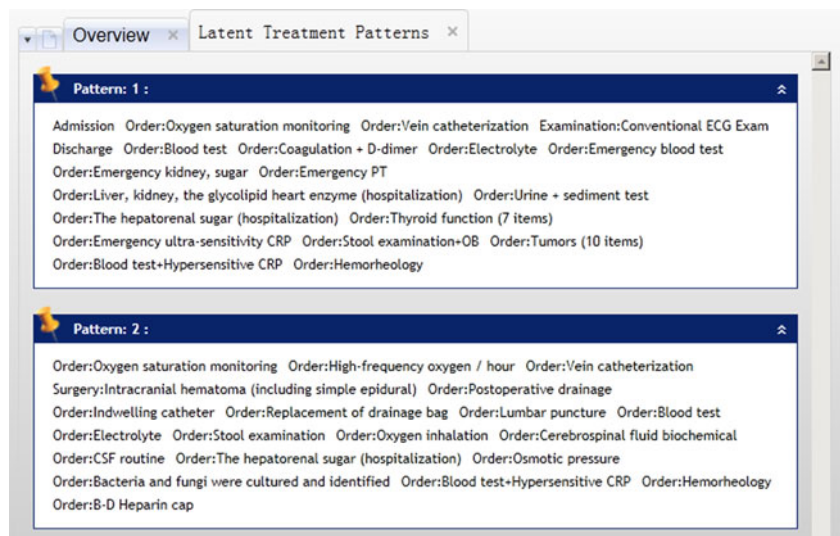 Overview × Latent Treatment Patterns ×
Pattern: 1 :
Admission Order:Oxygen saturation monitoring Order:Vein catheterization Examination:Conventional ECG Exam
Discharge Order:Blood test Order:Coagulation + D-dimer Order:Electrolyte Order:Emergency blood test
Order:Emergency kidney, sugar Order:Emergency PT
Order:Liver, kidney, the glycolipid heart enzyme (hospitalization) Order:Urine + sediment test
Order:The hepatorenal sugar (hospitalization) Order:Thyroid function (7 items)
Order:Emergency ultra-sensitivity CRP Order:Stool examination+OB Order:Tumors (10 items)
Order:Blood test+Hypersensitive CRP Order:Hemorheology
Pattern: 2 :
Order:Oxygen saturation monitoring Order:High-frequency oxygen / hour Order:Vein catheterization
Surgery:Intracranial hematoma (including simple epidural) Order:Postoperative drainage
Order:Indwelling catheter Order:Replacement of drainage bag Order:Lumbar puncture Order:Blood test
Order:Electrolyte Order:Stool examination Order:Oxygen inhalation Order:Cerebrospinal fluid biochemical
Order:CSF routine Order:The hepatorenal sugar (hospitalization) Order:Osmotic pressure
Order:Bacteria and fungi were cultured and identified Order:Blood test+Hypersensitive CRP Order:Hemorheology
Order:B-D Heparin cap